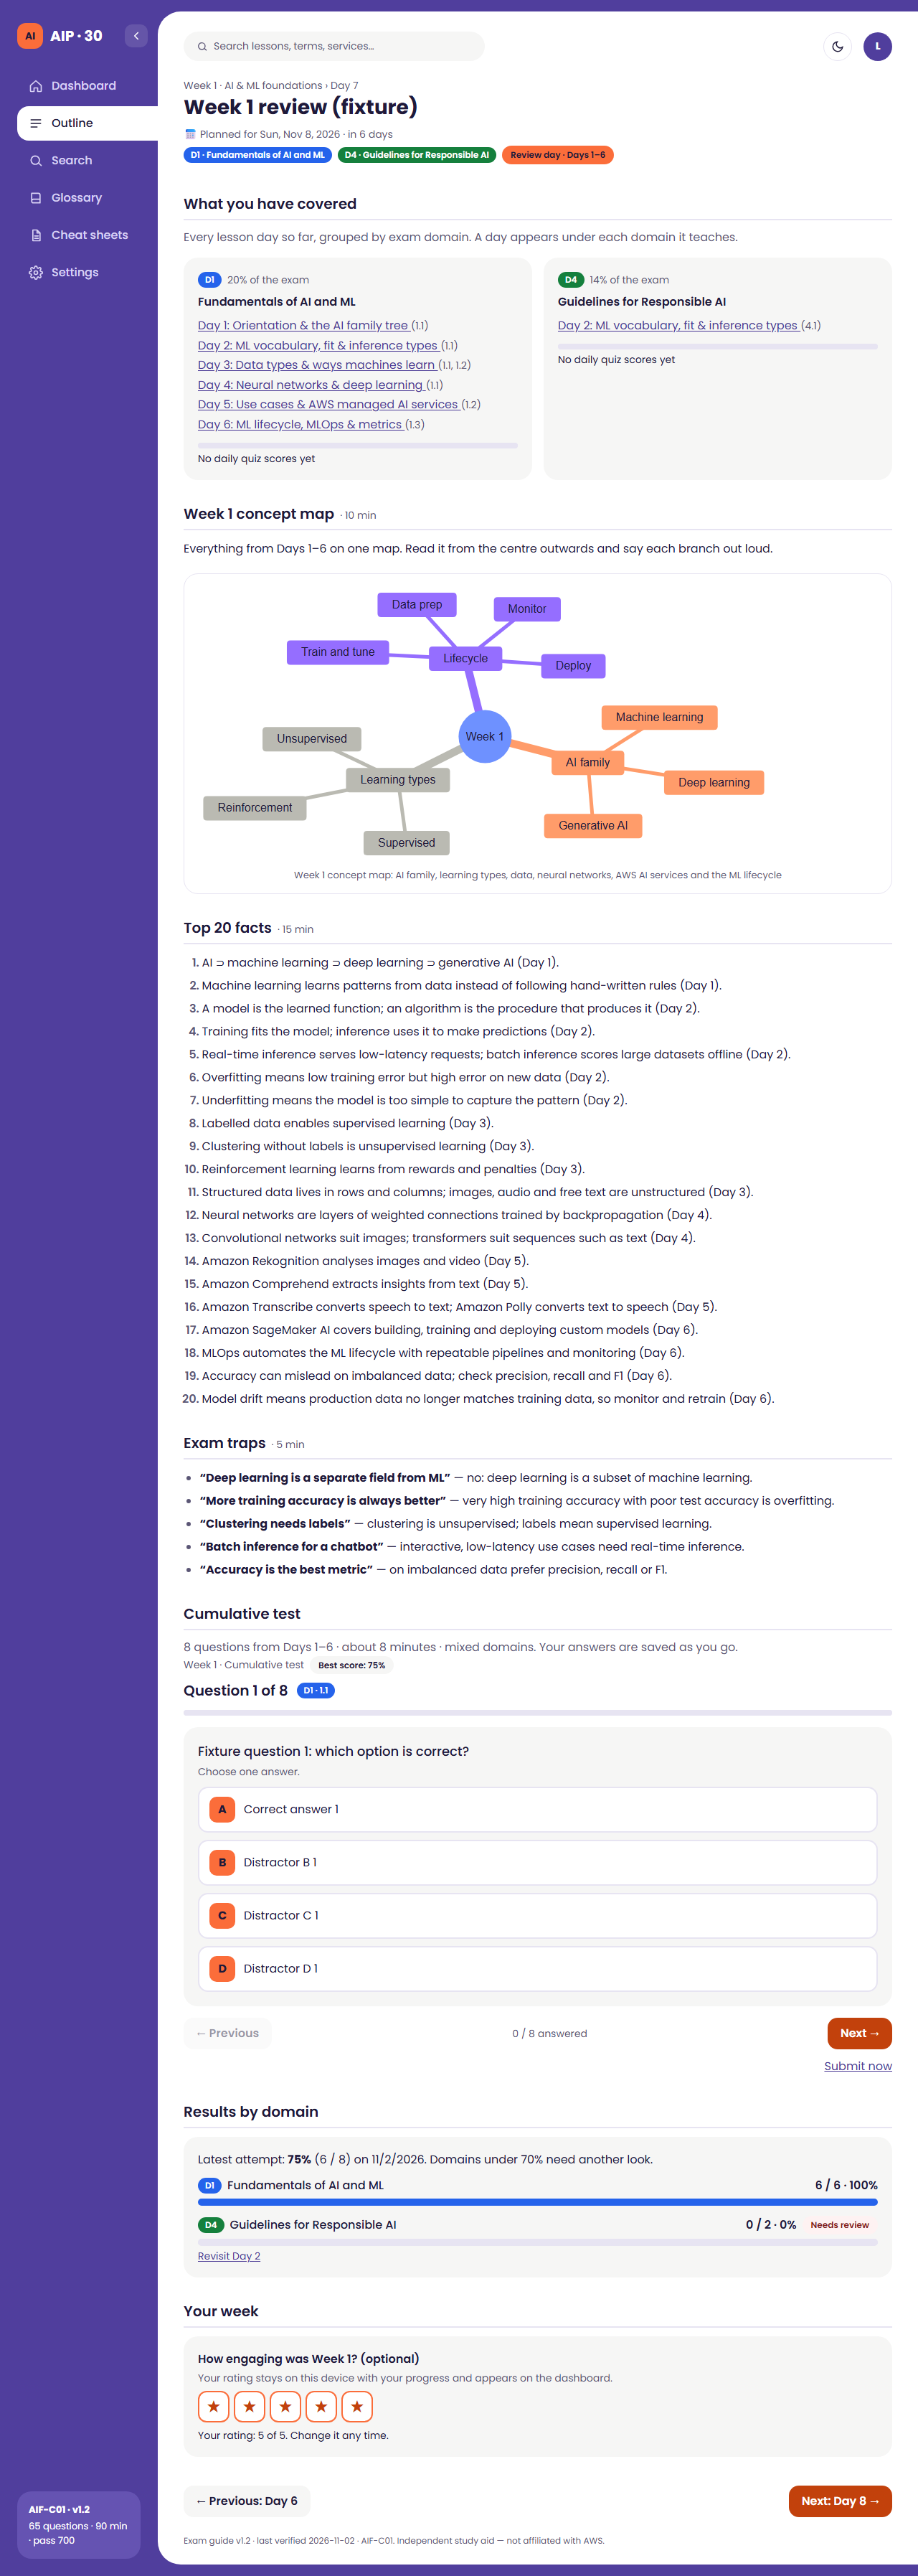 AI AIP · 30
Dashboard
Outline
Search
Glossary
Cheat sheets
Settings
AIF-C01 · v1.2
65 questions · 90 min
· pass 700
Search lessons, terms, services...
L
Week 1 · AI & ML foundations › Day 7
Week 1 review (fixture)
Planned for Sun, Nov 8, 2026 · in 6 days
D1 · Fundamentals of AI and ML D4 · Guidelines for Responsible AI Review day · Days 1–6
What you have covered
Every lesson day so far, grouped by exam domain. A day appears under each domain it teaches.
D1 20% of the exam
Fundamentals of AI and ML
Day 1: Orientation & the AI family tree (1.1)
Day 2: ML vocabulary, fit & inference types (1.1)
Day 3: Data types & ways machines learn (1.1, 1.2)
Day 4: Neural networks & deep learning (1.1)
Day 5: Use cases & AWS managed AI services (1.2)
Day 6: ML lifecycle, MLOps & metrics (1.3)
No daily quiz scores yet
D4 14% of the exam
Guidelines for Responsible AI
Day 2: ML vocabulary, fit & inference types (4.1)
No daily quiz scores yet
Week 1 concept map · 10 min
Everything from Days 1–6 on one map. Read it from the centre outwards and say each branch out loud.
Data prep
Monitor
Train and tune
Lifecycle
Deploy
Machine learning
Week 1
Unsupervised
AI family
Learning types
Deep learning
Reinforcement
Generative AI
Supervised
Week 1 concept map: AI family, learning types, data, neural networks, AWS AI services and the ML lifecycle
Top 20 facts · 15 min
1. AI ⊃ machine learning ⊃ deep learning ⊃ generative AI (Day 1).
2. Machine learning learns patterns from data instead of following hand-written rules (Day 1).
3. A model is the learned function; an algorithm is the procedure that produces it (Day 2).
4. Training fits the model; inference uses it to make predictions (Day 2).
5. Real-time inference serves low-latency requests; batch inference scores large datasets offline (Day 2).
6. Overfitting means low training error but high error on new data (Day 2).
7. Underfitting means the model is too simple to capture the pattern (Day 2).
8. Labelled data enables supervised learning (Day 3).
9. Clustering without labels is unsupervised learning (Day 3).
10. Reinforcement learning learns from rewards and penalties (Day 3).
11. Structured data lives in rows and columns; images, audio and free text are unstructured (Day 3).
12. Neural networks are layers of weighted connections trained by backpropagation (Day 4).
13. Convolutional networks suit images; transformers suit sequences such as text (Day 4).
14. Amazon Rekognition analyses images and video (Day 5).
15. Amazon Comprehend extracts insights from text (Day 5).
16. Amazon Transcribe converts speech to text; Amazon Polly converts text to speech (Day 5).
17. Amazon SageMaker AI covers building, training and deploying custom models (Day 6).
18. MLOps automates the ML lifecycle with repeatable pipelines and monitoring (Day 6).
19. Accuracy can mislead on imbalanced data; check precision, recall and F1 (Day 6).
20. Model drift means production data no longer matches training data, so monitor and retrain (Day 6).
Exam traps · 5 min
• “Deep learning is a separate field from ML” — no: deep learning is a subset of machine learning.
• “More training accuracy is always better” — very high training accuracy with poor test accuracy is overfitting.
• “Clustering needs labels” — clustering is unsupervised; labels mean supervised learning.
• “Batch inference for a chatbot” — interactive, low-latency use cases need real-time inference.
• “Accuracy is the best metric” — on imbalanced data prefer precision, recall or F1.
Cumulative test
8 questions from Days 1–6 · about 8 minutes · mixed domains. Your answers are saved as you go.
Week 1 · Cumulative test Best score: 75%
Question 1 of 8 D1 · 1.1
Fixture question 1: which option is correct?
Choose one answer.
A Correct answer 1
B Distractor B 1
C Distractor C 1
D Distractor D 1
← Previous 0 / 8 answered Next →
Submit now
Results by domain
Latest attempt: 75% (6 / 8) on 11/2/2026. Domains under 70% need another look.
D1 Fundamentals of AI and ML 6 / 6 · 100%
D4 Guidelines for Responsible AI 0 / 2 · 0% Needs review
Revisit Day 2
Your week
How engaging was Week 1? (optional)
Your rating stays on this device with your progress and appears on the dashboard.
★ ★ ★ ★ ★
Your rating: 5 of 5. Change it any time.
← Previous: Day 6 Next: Day 8 →
Exam guide v1.2 · last verified 2026-11-02 · AIF-C01. Independent study aid — not affiliated with AWS.